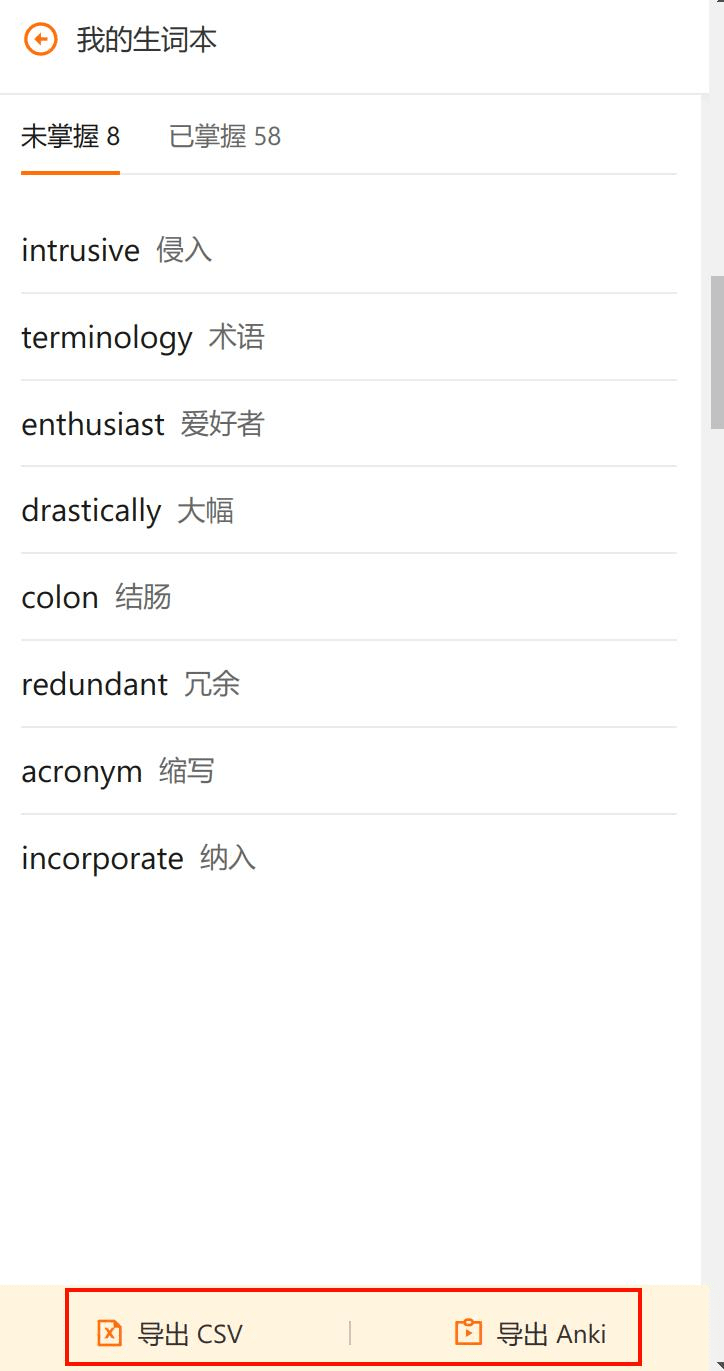 我的生词本
未掌握 8 已掌握 58
intrusive 侵入
terminology 术语
enthusiast 爱好者
drastically 大幅
colon 结肠
redundant 冗余
acronym 缩写
incorporate 纳入
导出 CSV | 导出 Anki